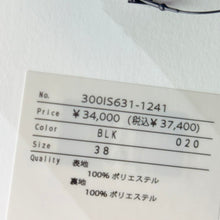 No. 300IS631-1241
Price ¥34,000 (税込¥37,400)
Color BLK 020
Size 38
Quality 表地
100% ポリエステル
裏地
100% ポリエステル